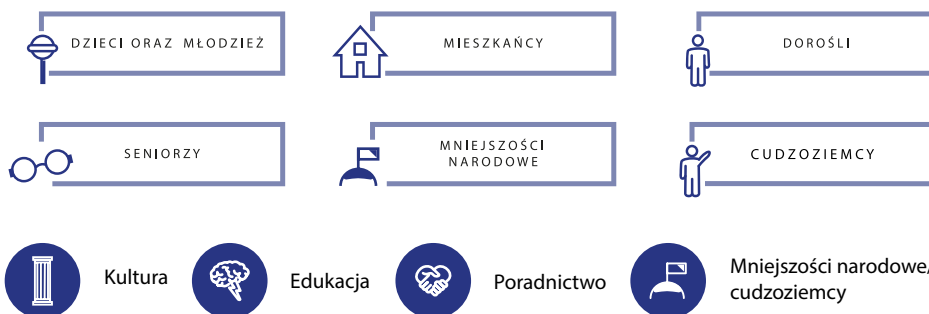 DZIECI ORAZ MŁODZIEŻ
MIESZKAŃCY
DOROŚLI
SENIORZY
MNIEJSZOŚCI
NARODOWE
CUDZOZIEMCY
Kultura
Edukacja
Poradnictwo
Mniejszości narodowe/
cudzoziemcy